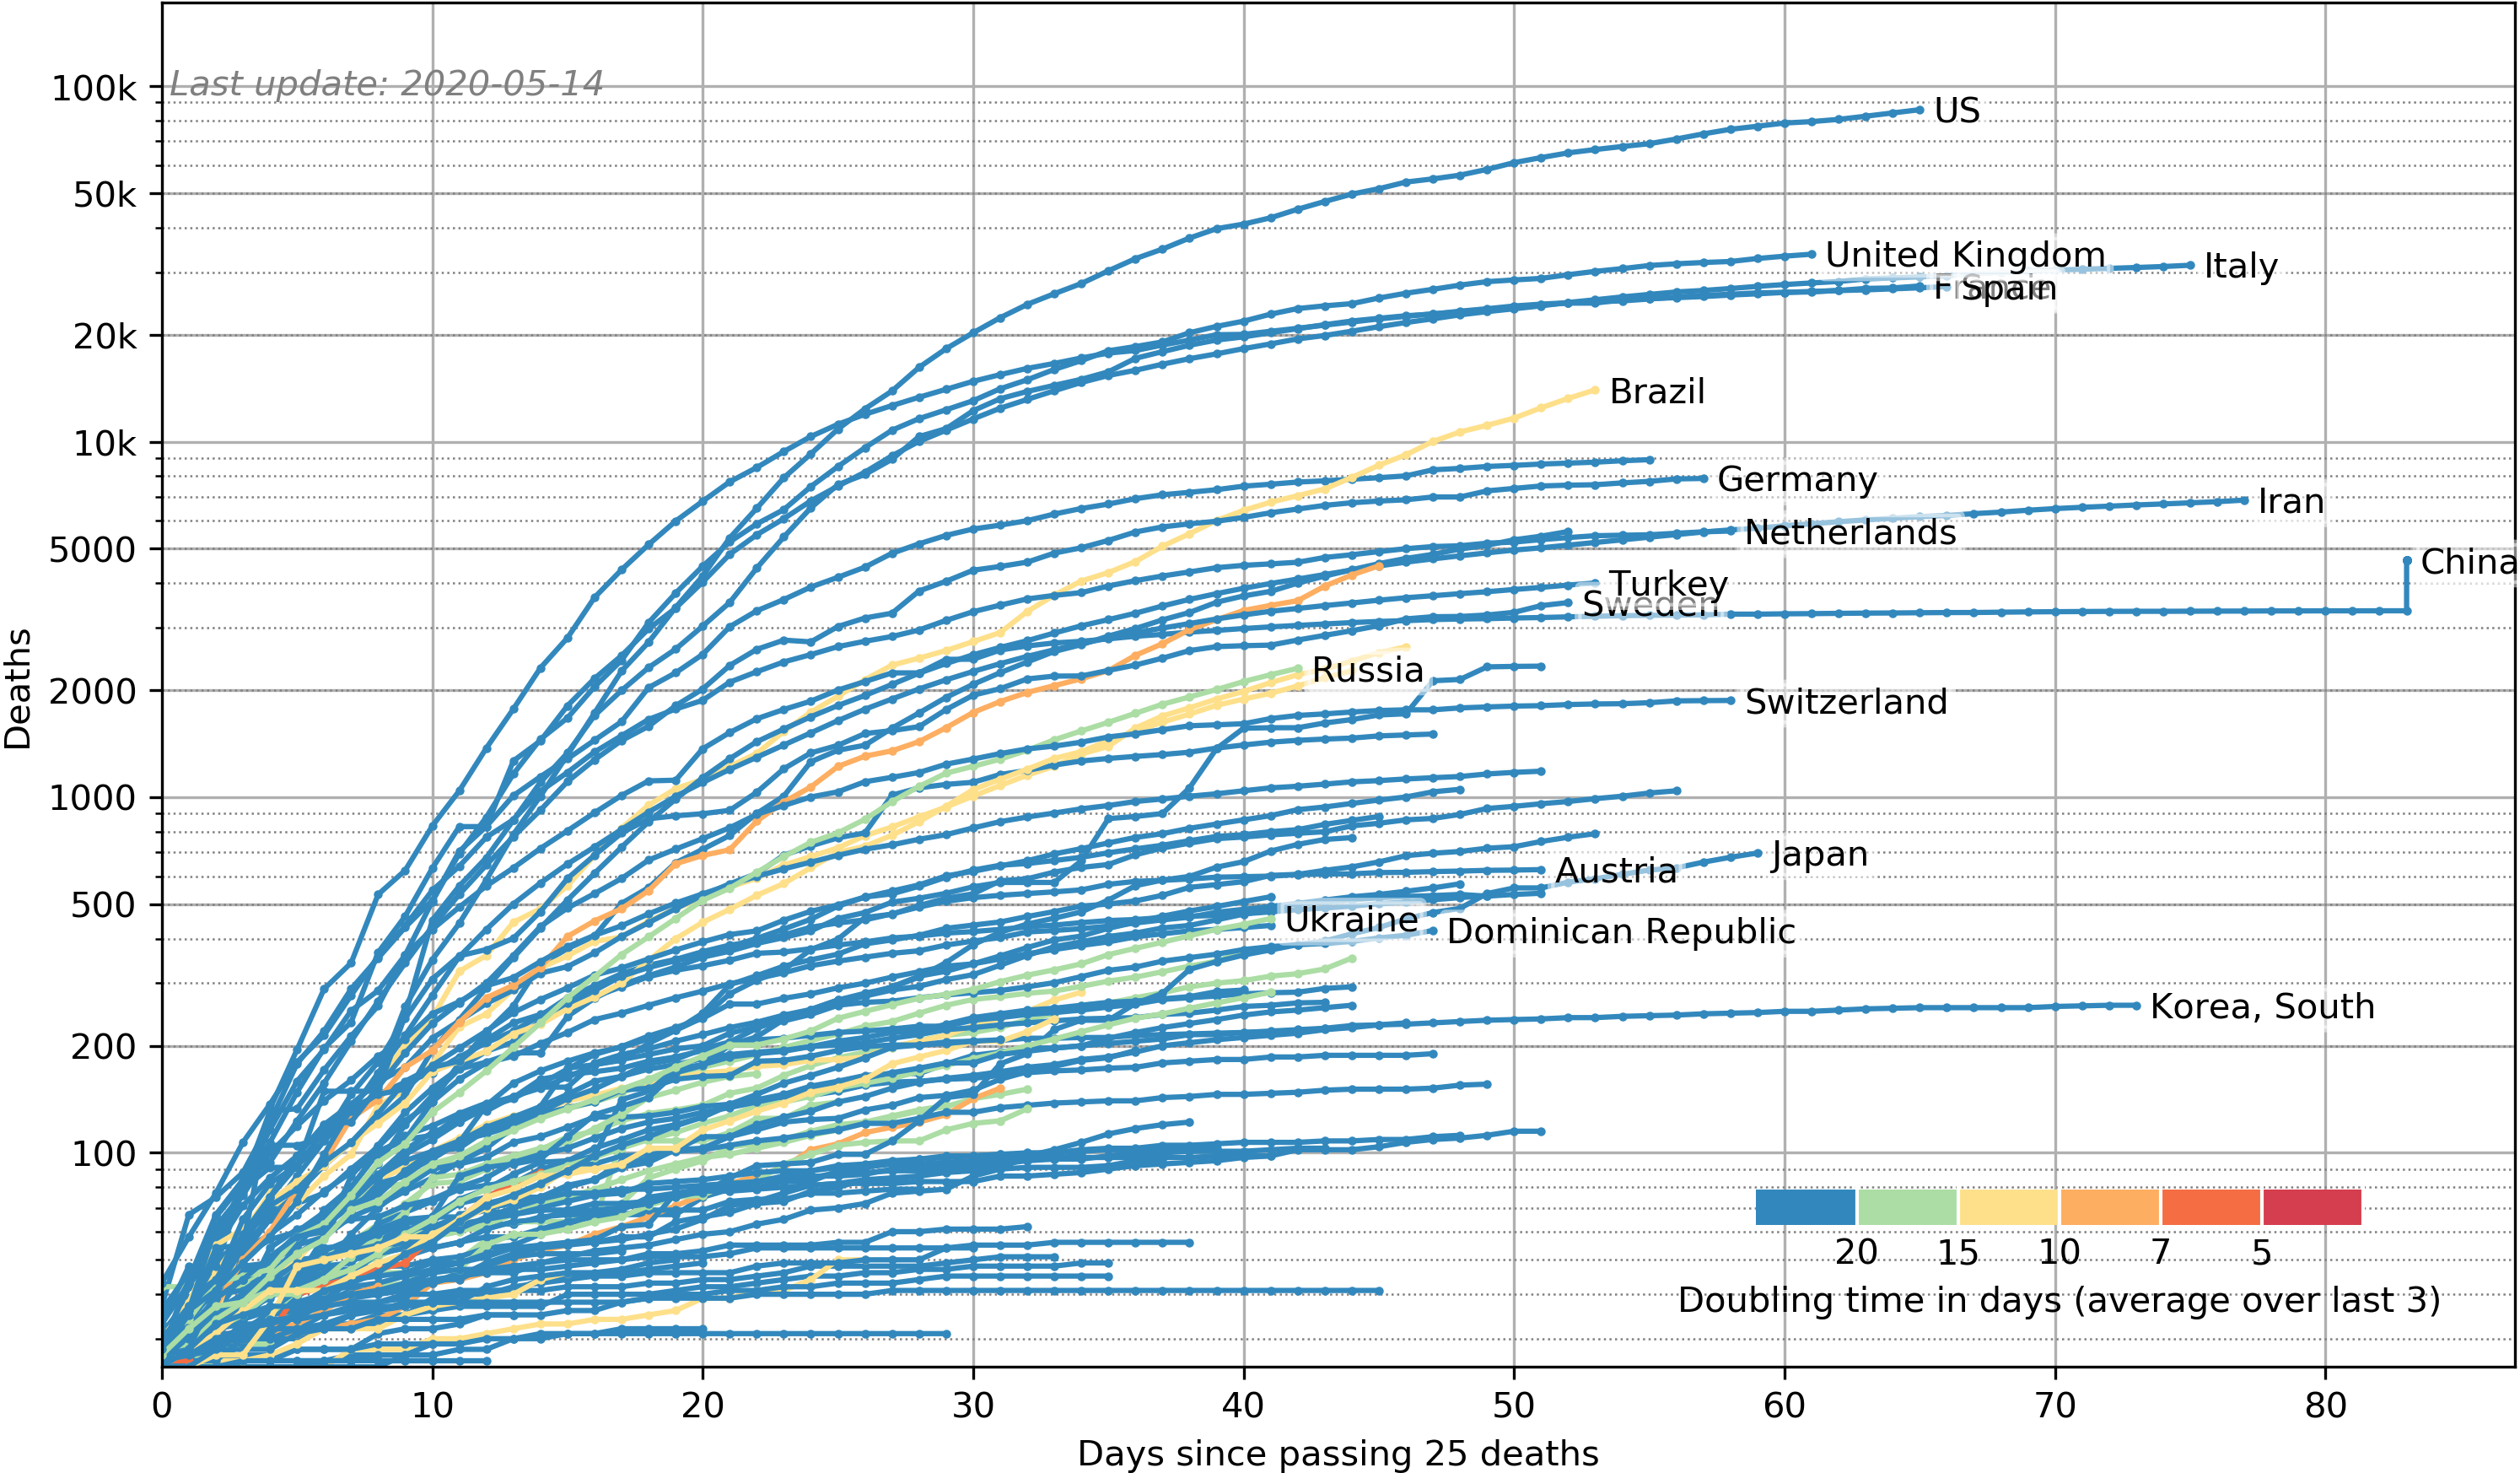 Last update: 2020-05-14
100k
50k
20k
10k
5000
2000
1000
500
200
100
Deaths
US
United Kingdom
Italy
France
Spain
Brazil
Germany
Iran
Netherlands
China
Turkey
Sweden
Russia
Switzerland
Japan
Austria
Ukraine
Dominican Republic
Korea, South
20 15 10 7 5
Doubling time in days (average over last 3)
0 10 20 30 40 50 60 70 80
Days since passing 25 deaths